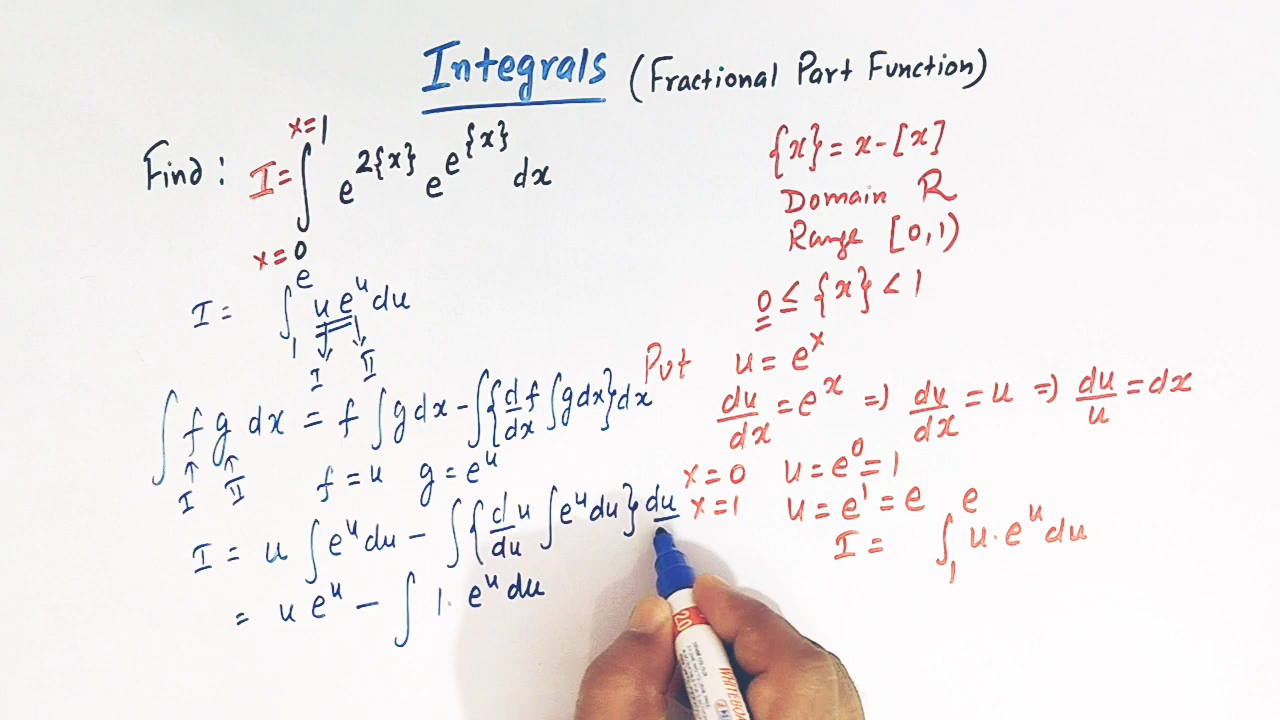 Integrals (Fractional Part Function)
x=1
Find : I = ∫ e^{2{x}} e^{e^{{x}}} dx
x=0
{x} = x-[x]
Domain R
Range [0,1)
0 ≤ {x} < 1
I = ∫_1^e u e^u du
I II
Put u = e^x
du/dx = e^x => du/dx = u => du/u = dx
∫ f g dx = f ∫ g dx - ∫{d/dx f ∫ g dx} dx
I II f = u g = e^u
x=0 u = e^0 = 1
x=1 u = e^1 = e
I = ∫_1^e u. e^u du
I = u ∫ e^u du - ∫{d/du u ∫ e^u du} du
= u e^u - ∫ 1. e^u du
20
WHITEBO